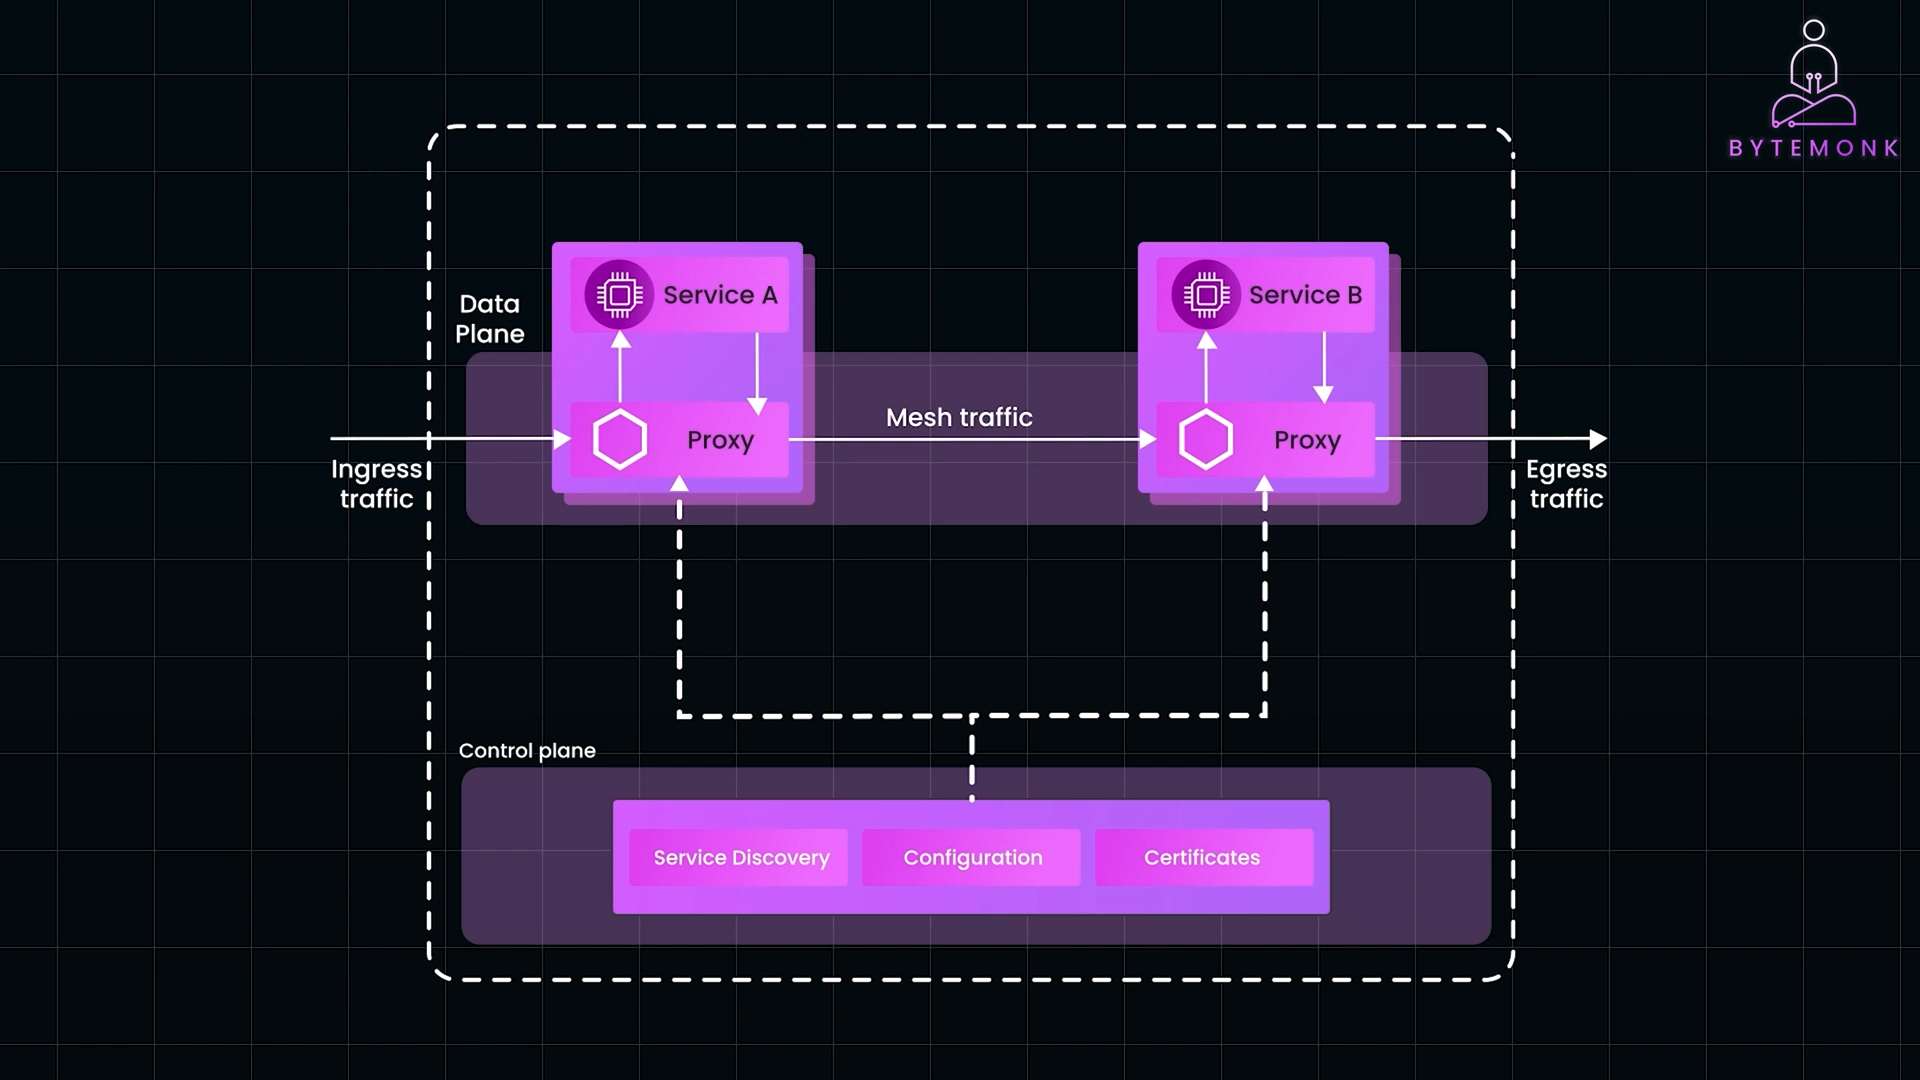 BYTEMONK
Service A
Service B
Data
Plane
Mesh traffic
Proxy
Proxy
Ingress
traffic
Egress
traffic
Control plane
Service Discovery
Configuration
Certificates